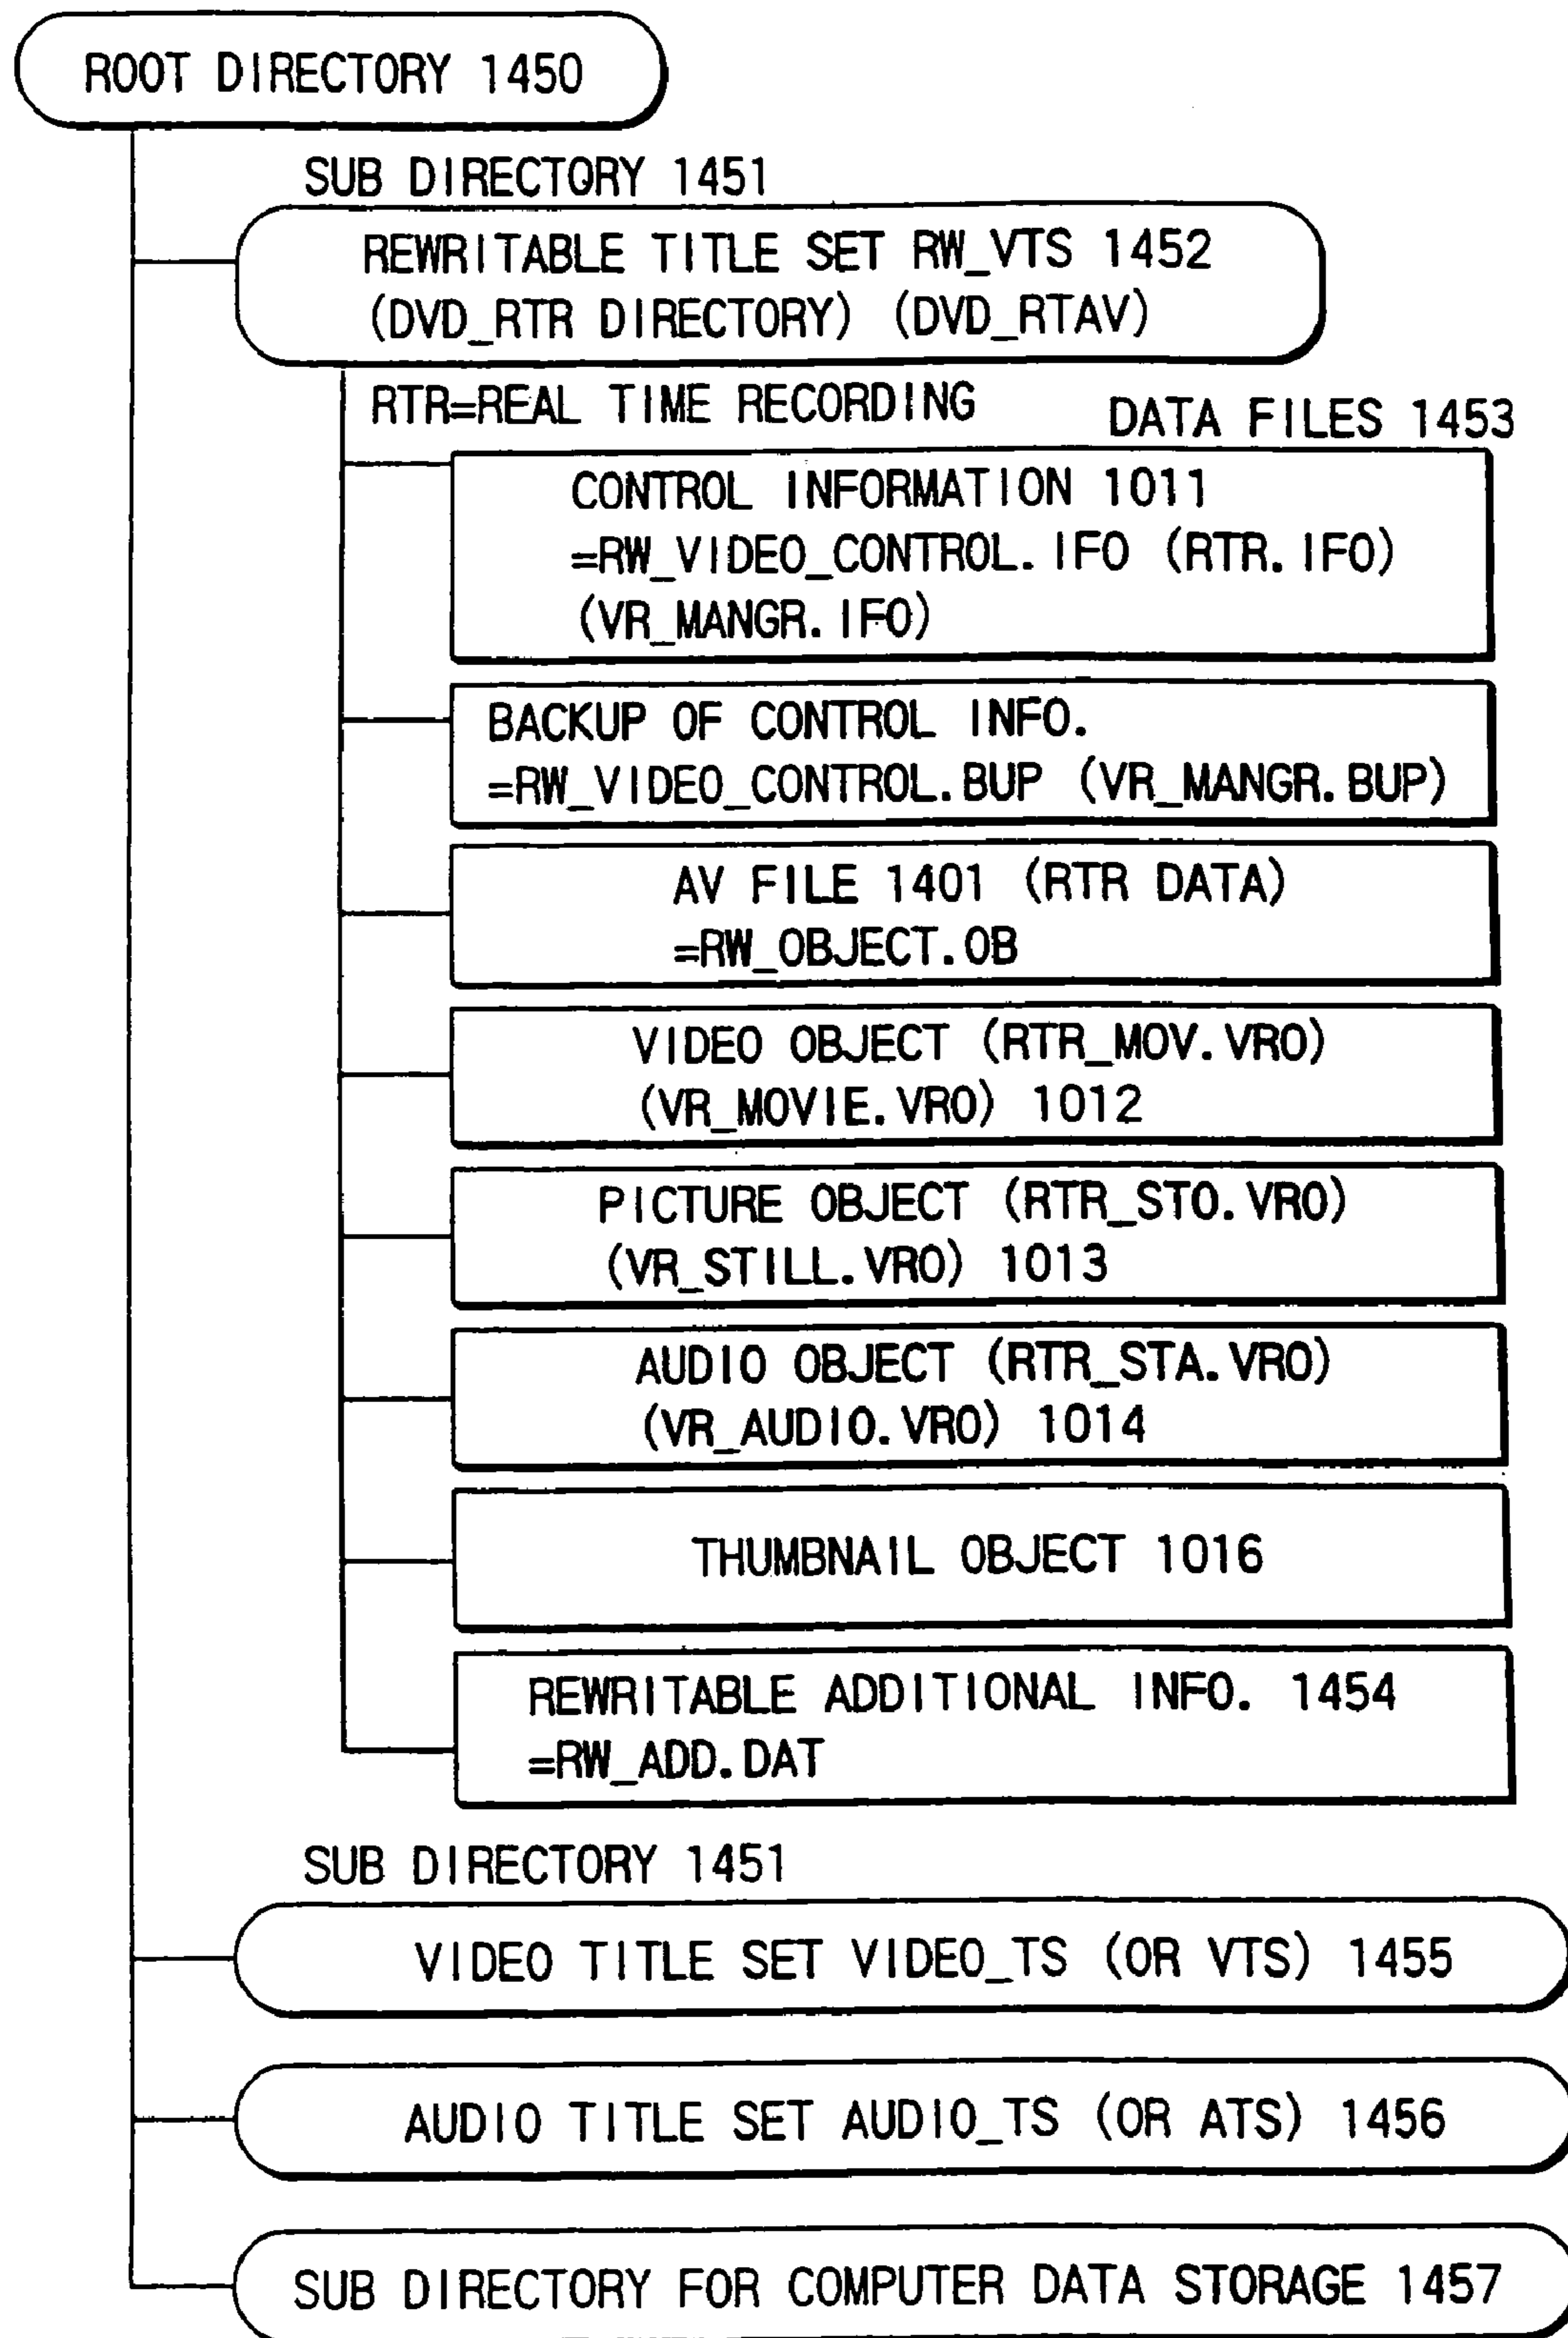 ROOT DIRECTORY 1450
SUB DIRECTORY 1451
REWRITABLE TITLE SET RW_VTS 1452
(DVD_RTR DIRECTORY) (DVD_RTAV)
RTR=REAL TIME RECORDING
DATA FILES 1453
CONTROL INFORMATION 1011
=RW_VIDEO_CONTROL.IFO (RTR.IFO)
(VR_MANGR.IFO)
BACKUP OF CONTROL INFO.
=RW_VIDEO_CONTROL.BUP (VR_MANGR.BUP)
AV FILE 1401 (RTR DATA)
=RW_OBJECT.OB
VIDEO OBJECT (RTR_MOV.VRO)
(VR_MOVIE.VRO) 1012
PICTURE OBJECT (RTR_STO.VRO)
(VR_STILL.VRO) 1013
AUDIO OBJECT (RTR_STA.VRO)
(VR_AUDIO.VRO) 1014
THUMBNAIL OBJECT 1016
REWRITABLE ADDITIONAL INFO. 1454
=RW_ADD.DAT
SUB DIRECTORY 1451
VIDEO TITLE SET VIDEO_TS (OR VTS) 1455
AUDIO TITLE SET AUDIO_TS (OR ATS) 1456
SUB DIRECTORY FOR COMPUTER DATA STORAGE 1457